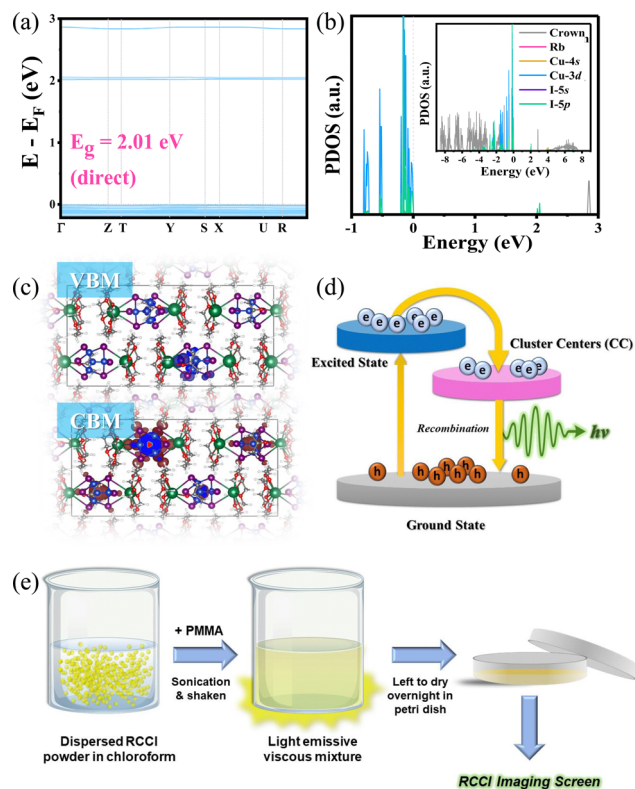 (a)
E - E_F (eV)
3
2
1
0
E_g = 2.01 eV
(direct)
Γ Z T Y S X U R
(b)
PDOS (a.u.)
PDOS (a.u.)
Crown
Rb
Cu-4s
Cu-3d
I-5s
I-5p
-8 -6 -4 -2 0 2 4 6 8
Energy (eV)
-1 0 1 2 3
Energy (eV)
(c)
VBM
CBM
(d)
e e e e e e
Excited State
Cluster Centers (CC)
e e e e
Recombination
hν
h h h h h h h h
Ground State
(e)
+ PMMA
Sonication
& shaken
Left to dry
overnight in
petri dish
Dispersed RCCI
powder in chloroform
Light emissive
viscous mixture
RCCI Imaging Screen